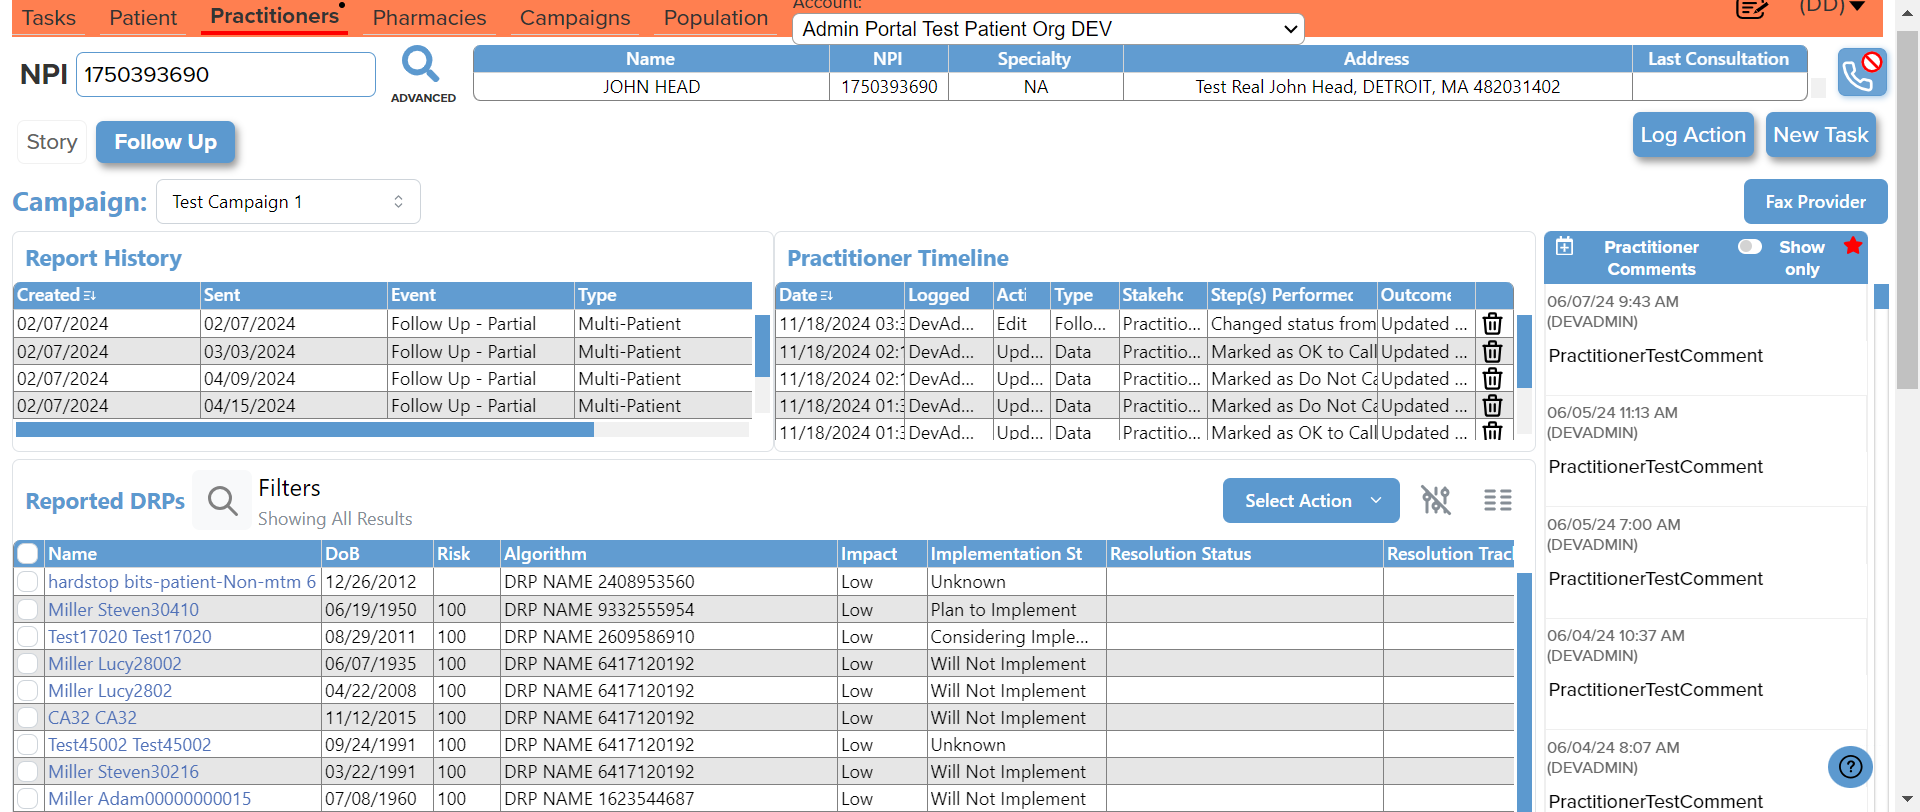 Tasks Patient Practitioners Pharmacies Campaigns Population Account: (DD)
Admin Portal Test Patient Org DEV
NPI 1750393690 ADVANCED
Name NPI Specialty Address Last Consultation
JOHN HEAD 1750393690 NA Test Real John Head, DETROIT, MA 482031402
Story Follow Up Log Action New Task
Campaign: Test Campaign 1 Fax Provider
Report History
Created Sent Event Type
02/07/2024 02/07/2024 Follow Up - Partial Multi-Patient
02/07/2024 03/03/2024 Follow Up - Partial Multi-Patient
02/07/2024 04/09/2024 Follow Up - Partial Multi-Patient
02/07/2024 04/15/2024 Follow Up - Partial Multi-Patient
Practitioner Timeline
Date Logged Acti Type Stakeho Step(s) Performed Outcome
11/18/2024 03:3 DevAd... Edit Follo... Practitio... Changed status from Updated ...
11/18/2024 02:1 DevAd... Upd... Data Practitio... Marked as OK to Call Updated ...
11/18/2024 02:1 DevAd... Upd... Data Practitio... Marked as Do Not Ca Updated ...
11/18/2024 01:3 DevAd... Upd... Data Practitio... Marked as Do Not Ca Updated ...
11/18/2024 01:3 DevAd... Upd... Data Practitio... Marked as OK to Call Updated ...
Practitioner Comments Show only
06/07/24 9:43 AM
(DEVADMIN)
PractitionerTestComment
06/05/24 11:13 AM
(DEVADMIN)
PractitionerTestComment
06/05/24 7:00 AM
(DEVADMIN)
PractitionerTestComment
06/04/24 10:37 AM
(DEVADMIN)
PractitionerTestComment
06/04/24 8:07 AM
(DEVADMIN)
PractitionerTestComment
Reported DRPs Filters
Showing All Results
Select Action
Name DoB Risk Algorithm Impact Implementation St Resolution Status Resolution Trac
hardstop bits-patient-Non-mtm 6 12/26/2012 DRP NAME 2408953560 Low Unknown
Miller Steven30410 06/19/1950 100 DRP NAME 9332555954 Low Plan to Implement
Test17020 Test17020 08/29/2011 100 DRP NAME 2609586910 Low Considering Imple...
Miller Lucy28002 06/07/1935 100 DRP NAME 6417120192 Low Will Not Implement
Miller Lucy2802 04/22/2008 100 DRP NAME 6417120192 Low Will Not Implement
CA32 CA32 11/12/2015 100 DRP NAME 6417120192 Low Will Not Implement
Test45002 Test45002 09/24/1991 100 DRP NAME 6417120192 Low Unknown
Miller Steven30216 03/22/1991 100 DRP NAME 6417120192 Low Will Not Implement
Miller Adam00000000015 07/08/1960 100 DRP NAME 1623544687 Low Will Not Implement